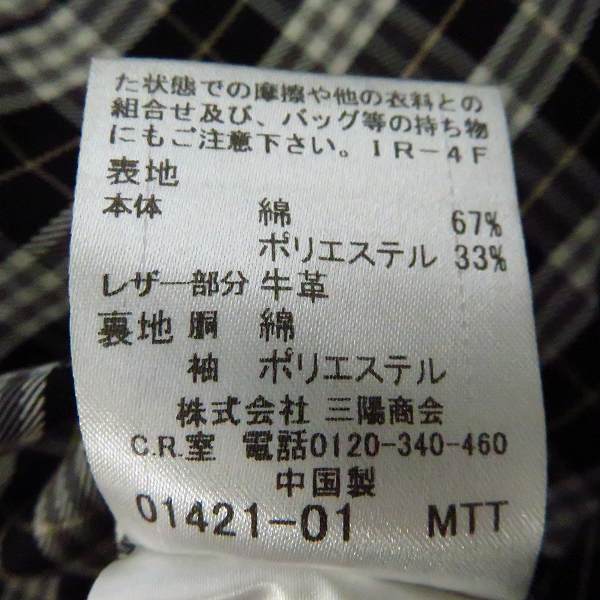 た状態での摩擦や他の衣料との
組合せ及び、バッグ等の持ち物
にもご注意下さい。IR-4F
表地
本体 綿 67%
ポリエステル 33%
レザー部分 牛革
裏地 胴 綿
袖 ポリエステル
株式会社 三陽商会
C.R.室 電話0120-340-460
中国製
01421-01 MTT